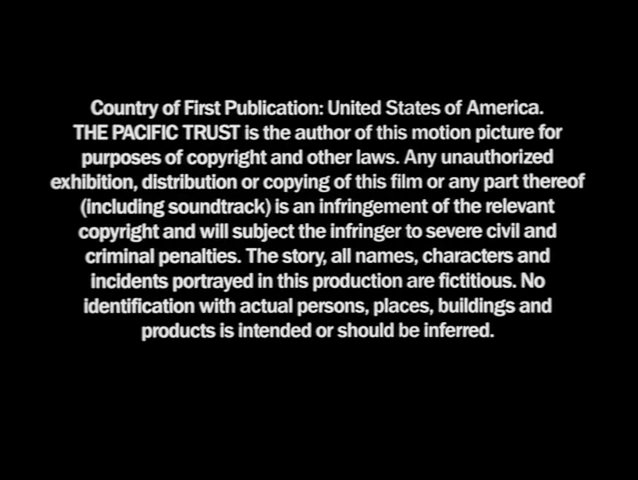 Country of First Publication: United States of America.
THE PACIFIC TRUST is the author of this motion picture for
purposes of copyright and other laws. Any unauthorized
exhibition, distribution or copying of this film or any part thereof
(including soundtrack) is an infringement of the relevant
copyright and will subject the infringer to severe civil and
criminal penalties. The story, all names, characters and
incidents portrayed in this production are fictitious. No
identification with actual persons, places, buildings and
products is intended or should be inferred.